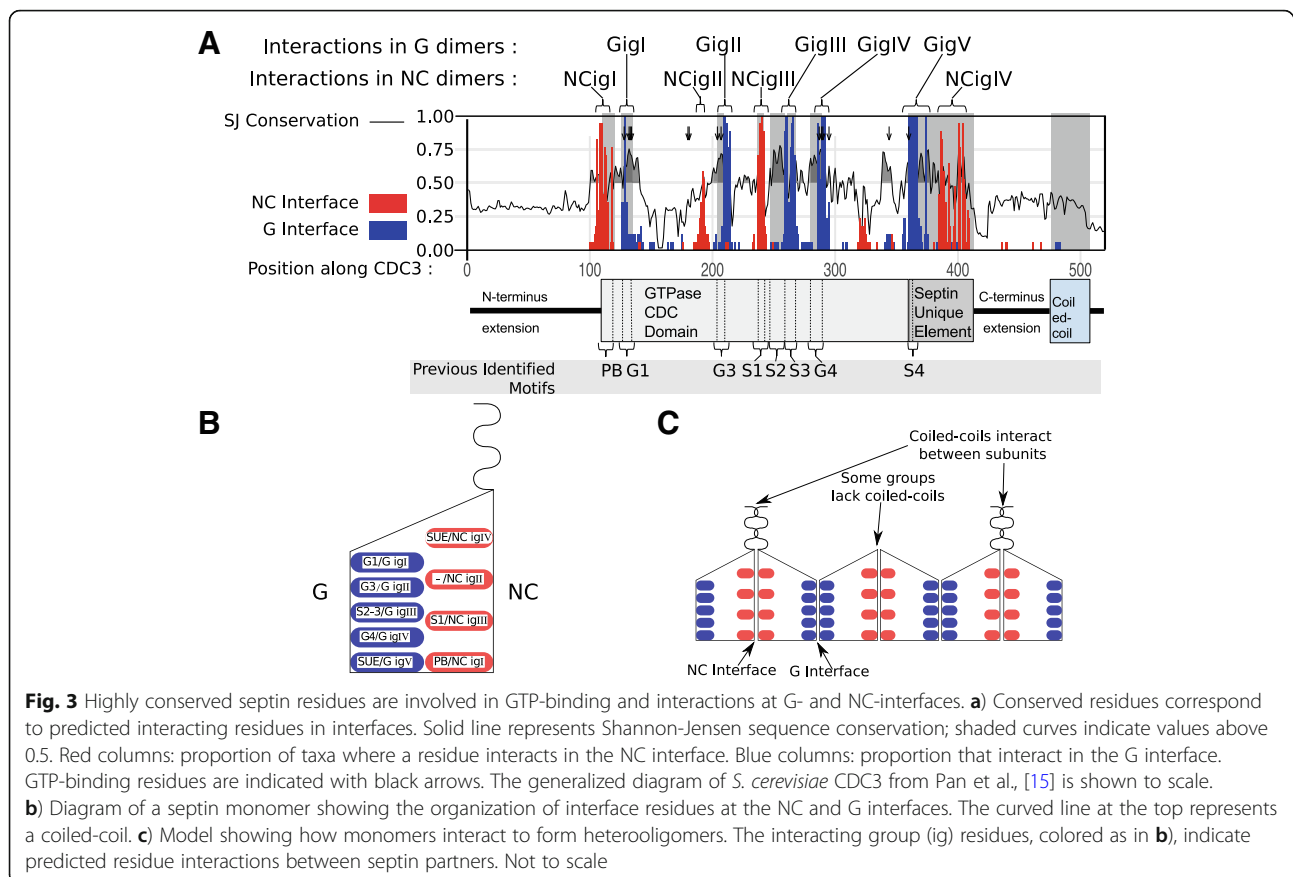 A
Interactions in G dimers :
GigI
GigII
GigIII
GigIV
GigV
Interactions in NC dimers :
NCigI
NCigII
NCigIII
NCigIV
SJ Conservation
1.00
0.75
0.50
0.25
0.00
NC Interface
G Interface
Position along CDC3 :
0
100
200
300
400
500
N-terminus
extension
GTPase
CDC
Domain
Septin
Unique
Element
C-terminus
extension
Coil
ed-
coil
Previous Identified
Motifs
PB
G1
G3
S1
S2
S3
G4
S4
B
G
NC
SUE/NC igIV
G1/G igI
–/NC igII
G3/G igII
S2-3/G igIII
S1/NC igIII
G4/G igIV
SUE/G igV
PB/NC igI
C
Coiled-coils interact
between subunits
Some groups
lack coiled-coils
NC Interface
G Interface
Fig. 3 Highly conserved septin residues are involved in GTP-binding and interactions at G- and NC-interfaces. a) Conserved residues correspond
to predicted interacting residues in interfaces. Solid line represents Shannon-Jensen sequence conservation; shaded curves indicate values above
0.5. Red columns: proportion of taxa where a residue interacts in the NC interface. Blue columns: proportion that interact in the G interface.
GTP-binding residues are indicated with black arrows. The generalized diagram of S. cerevisiae CDC3 from Pan et al., [15] is shown to scale.
b) Diagram of a septin monomer showing the organization of interface residues at the NC and G interfaces. The curved line at the top represents
a coiled-coil. c) Model showing how monomers interact to form heterooligomers. The interacting group (ig) residues, colored as in b), indicate
predicted residue interactions between septin partners. Not to scale